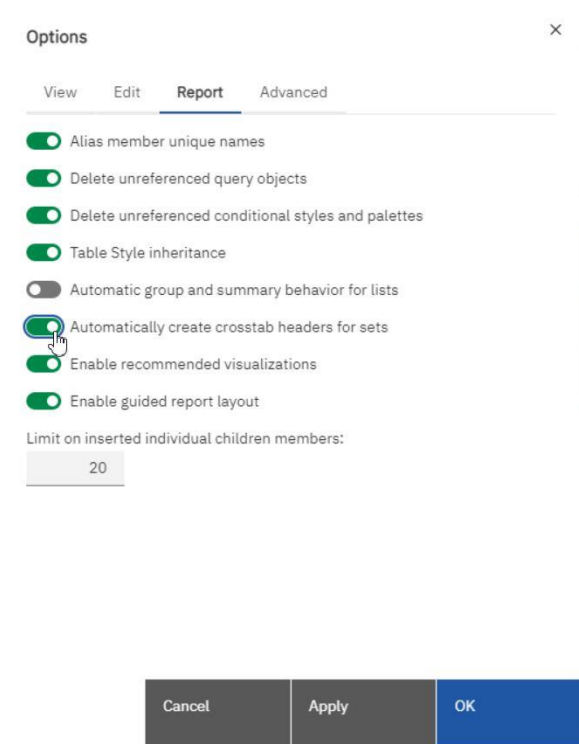 Options
View Edit Report Advanced
Alias member unique names
Delete unreferenced query objects
Delete unreferenced conditional styles and palettes
Table Style inheritance
Automatic group and summary behavior for lists
Automatically create crosstab headers for sets
Enable recommended visualizations
Enable guided report layout
Limit on inserted individual children members:
20
Cancel Apply OK